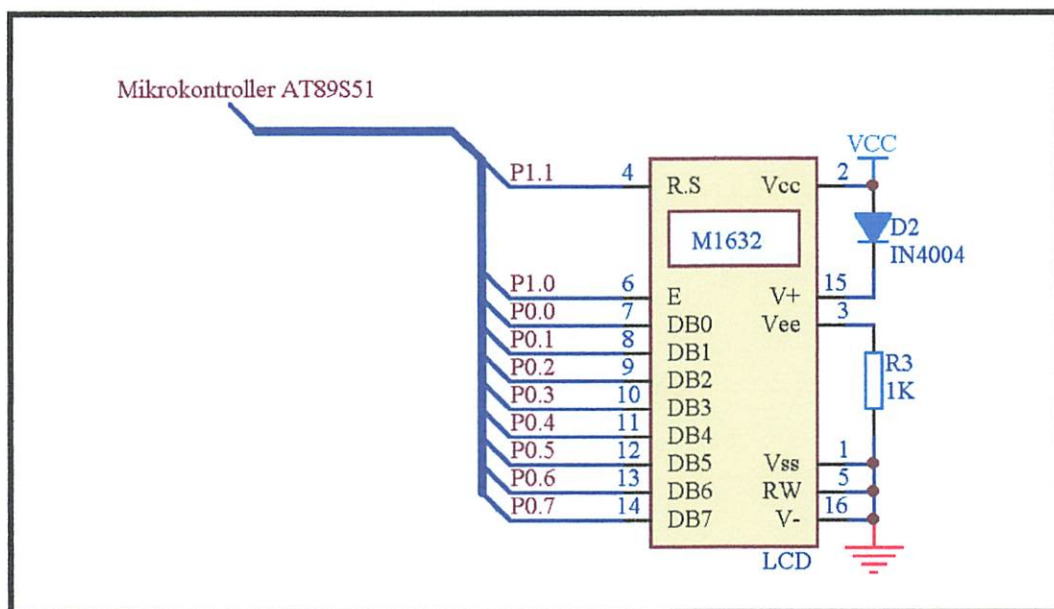 Mikrokontroller AT89S51
VCC
P1.1 4 R.S Vcc 2
M1632
D2
IN4004
P1.0 6 E V+ 15
P0.0 7 DB0 Vee 3
P0.1 8 DB1
P0.2 9 DB2
R3
1K
P0.3 10 DB3
P0.4 11 DB4
P0.5 12 DB5 Vss 1
P0.6 13 DB6 RW 5
P0.7 14 DB7 V- 16
LCD